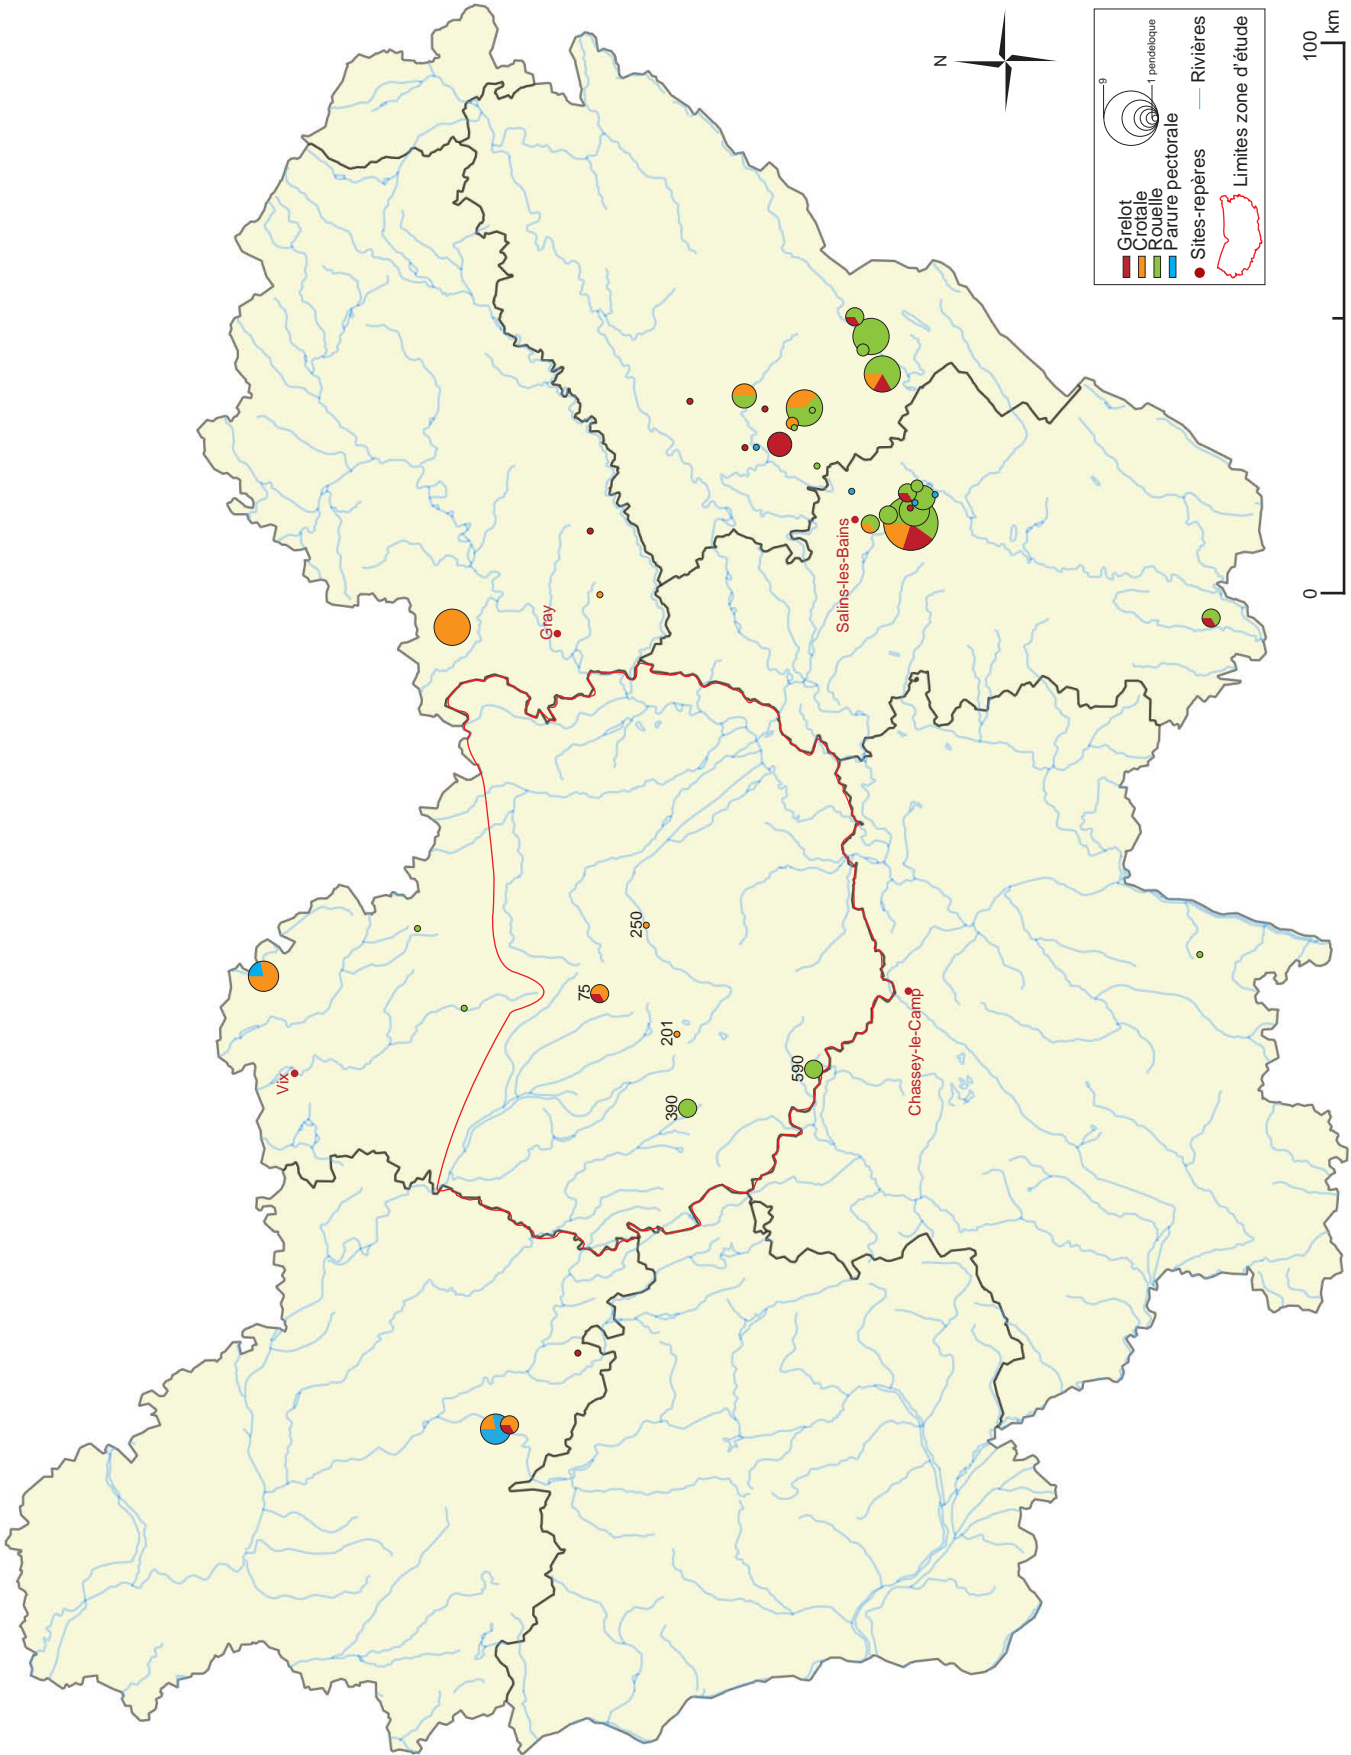 Vix
Gray
Salins-les-Bains
Chassey-le-Camp
75
250
201
390
590
N
Grelot
Crotale
Rouelle
Parure pectorale
9
1 pendeloque
Sites-repères
Rivières
Limites zone d'étude
0
100
km